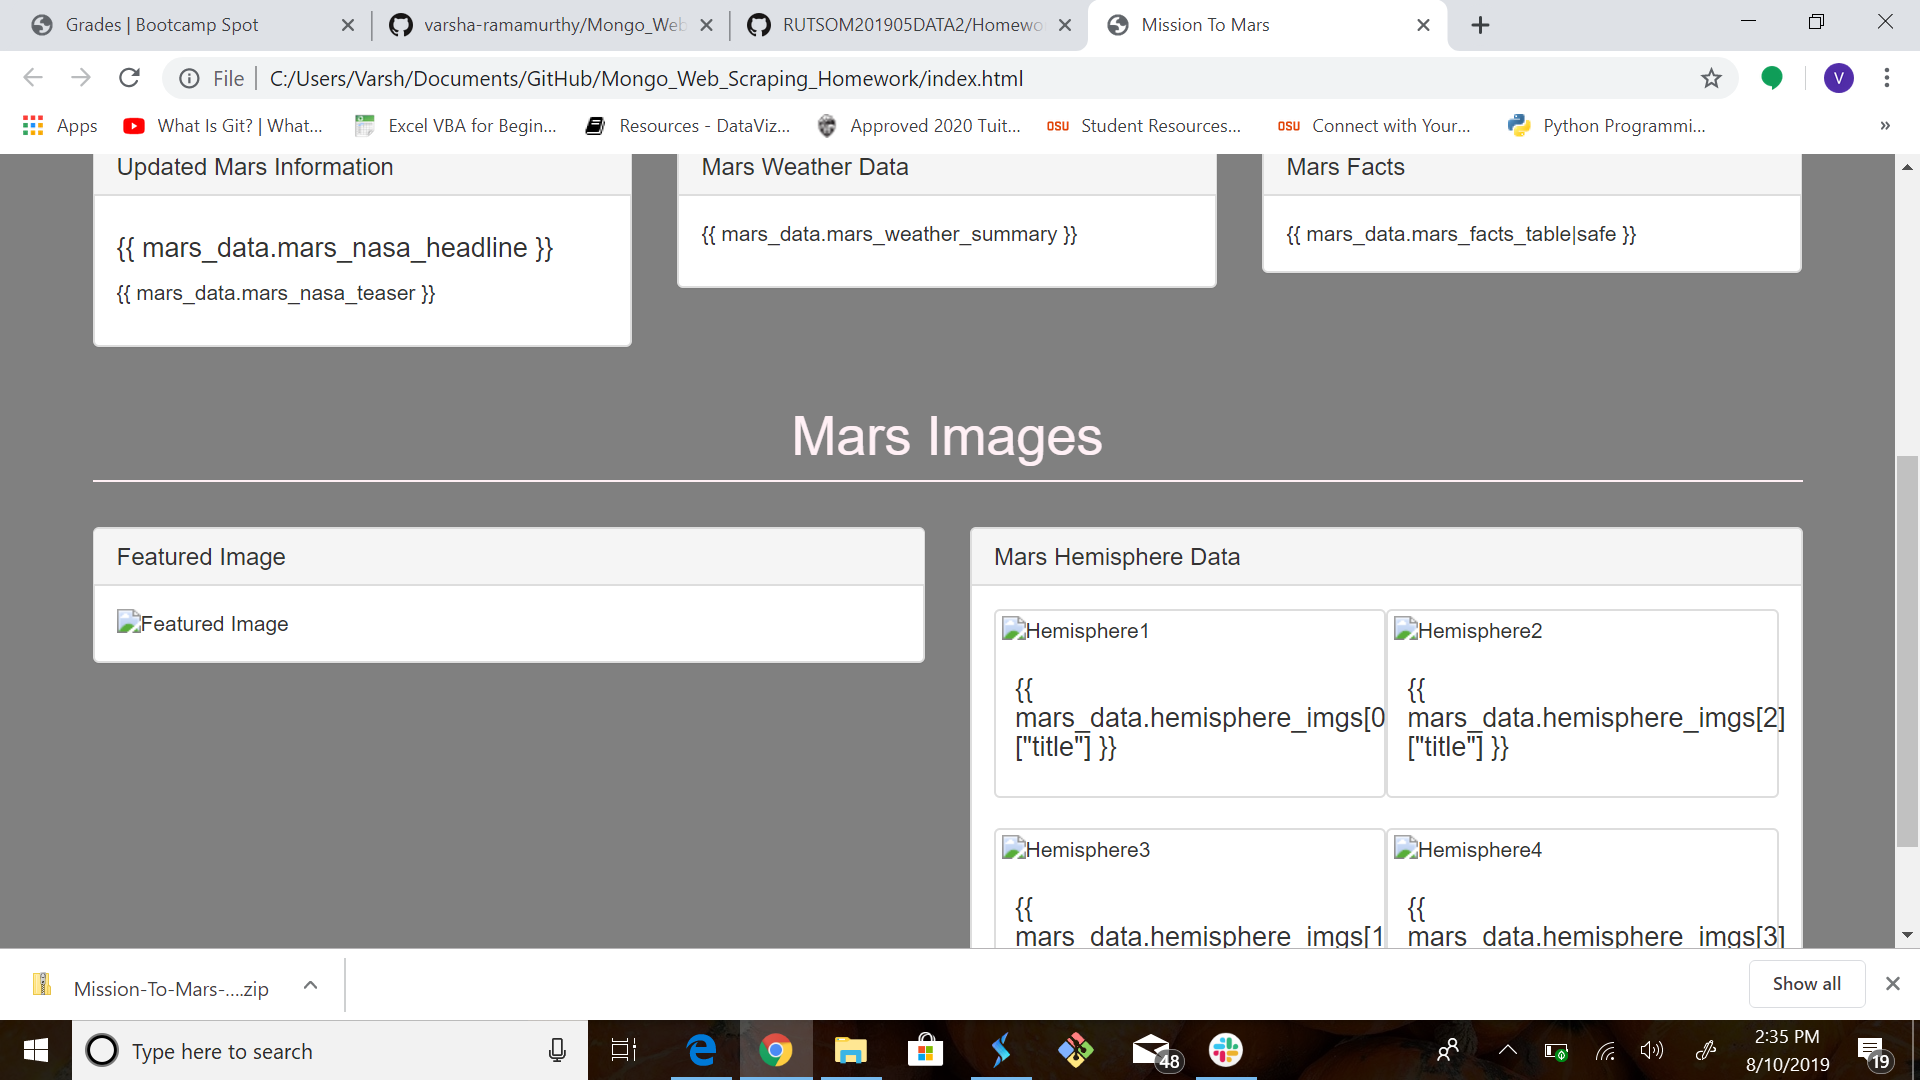 Grades | Bootcamp Spot
varsha-ramamurthy/Mongo_Web
RUTSOM201905DATA2/Homewo
Mission To Mars
File
C:/Users/Varsh/Documents/GitHub/Mongo_Web_Scraping_Homework/index.html
V
Apps
What Is Git? | What...
Excel VBA for Begin...
Resources - DataViz...
Approved 2020 Tuit...
OSU Student Resources...
OSU Connect with Your...
Python Programmi...
»
Updated Mars Information
{{ mars_data.mars_nasa_headline }}
{{ mars_data.mars_nasa_teaser }}
Mars Weather Data
{{ mars_data.mars_weather_summary }}
Mars Facts
{{ mars_data.mars_facts_table|safe }}
Mars Images
Featured Image
Featured Image
Mars Hemisphere Data
Hemisphere1
{{
mars_data.hemisphere_imgs[0
["title"] }}
Hemisphere2
{{
mars_data.hemisphere_imgs[2]
["title"] }}
Hemisphere3
{{
mars_data.hemisphere_imgs[1
Hemisphere4
{{
mars_data.hemisphere_imgs[3]
Mission-To-Mars-....zip
Show all
Type here to search
48
2:35 PM
8/10/2019
19